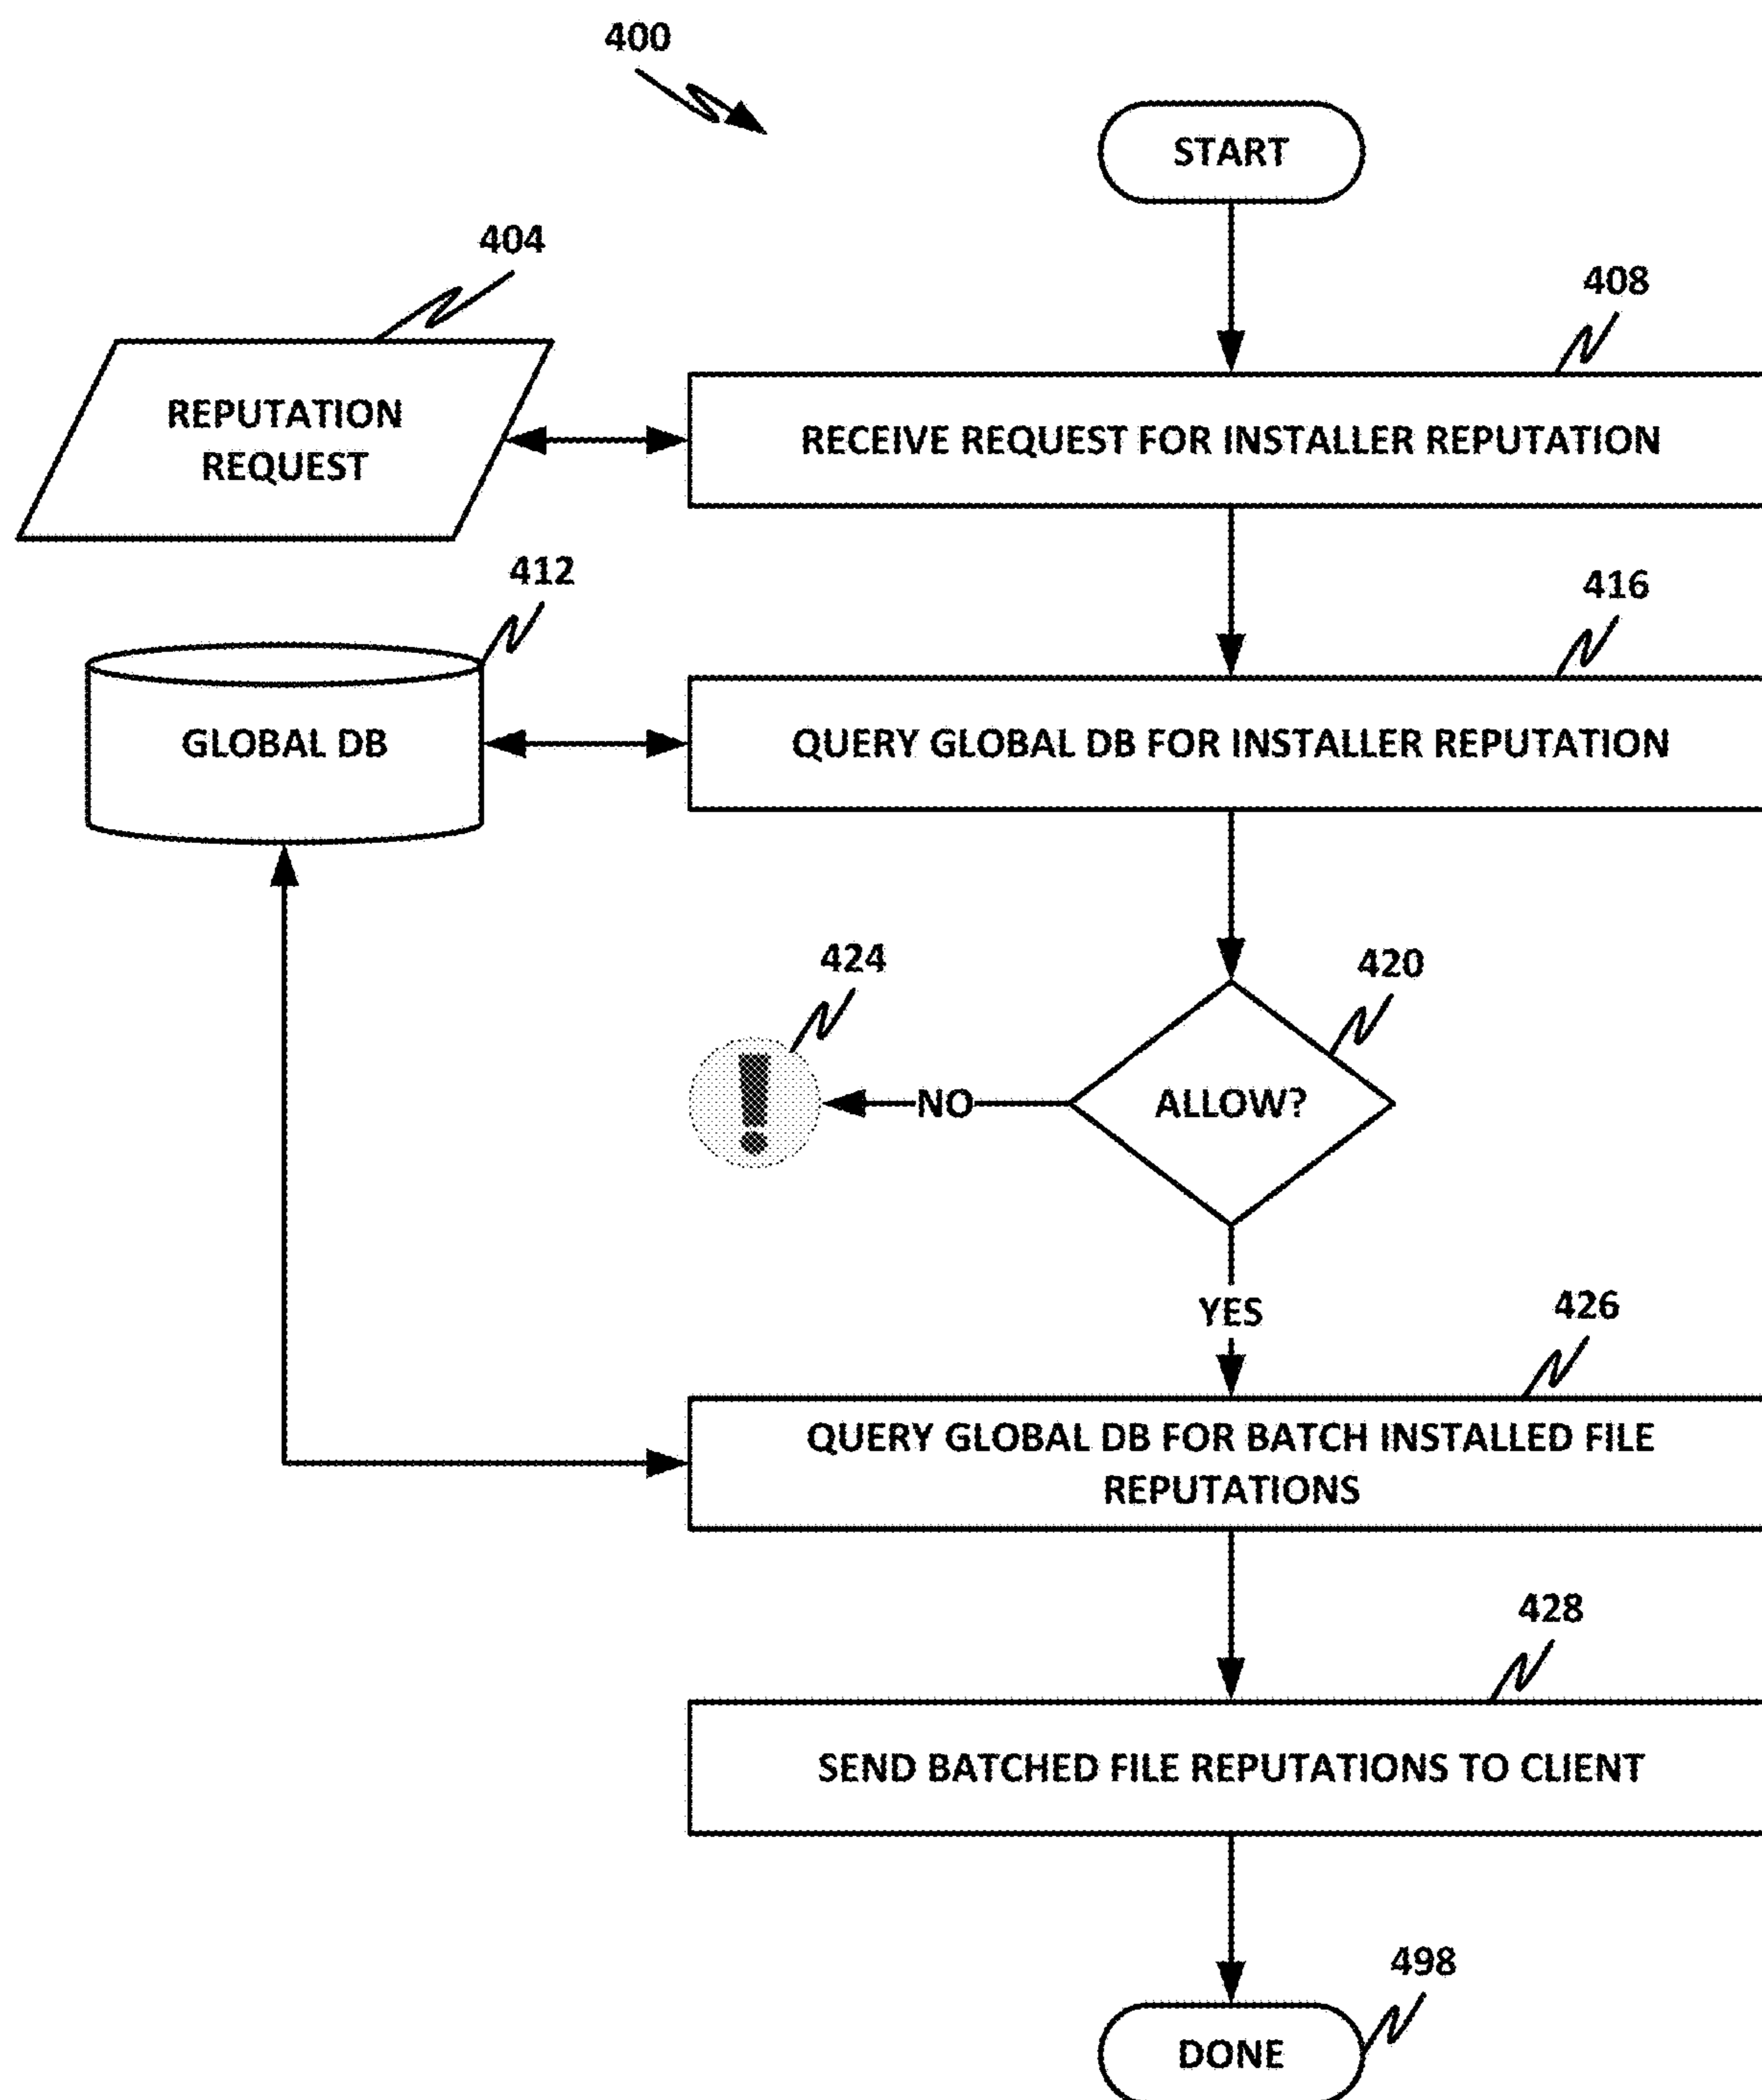 400
START
404
408
REPUTATION
REQUEST
RECEIVE REQUEST FOR INSTALLER REPUTATION
412
416
GLOBAL DB
QUERY GLOBAL DB FOR INSTALLER REPUTATION
424
420
!
NO
ALLOW?
YES
426
QUERY GLOBAL DB FOR BATCH INSTALLED FILE
REPUTATIONS
428
SEND BATCHED FILE REPUTATIONS TO CLIENT
498
DONE